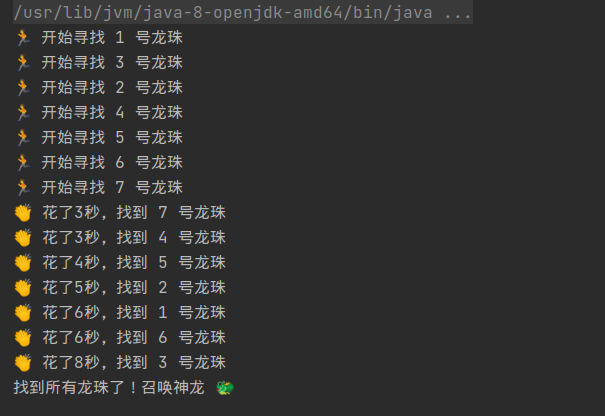 /usr/lib/jvm/java-8-openjdk-amd64/bin/java ...
🏃 开始寻找 1 号龙珠
🏃 开始寻找 3 号龙珠
🏃 开始寻找 2 号龙珠
🏃 开始寻找 4 号龙珠
🏃 开始寻找 5 号龙珠
🏃 开始寻找 6 号龙珠
🏃 开始寻找 7 号龙珠
👏 花了3秒，找到 7 号龙珠
👏 花了3秒，找到 4 号龙珠
👏 花了4秒，找到 5 号龙珠
👏 花了5秒，找到 2 号龙珠
👏 花了6秒，找到 1 号龙珠
👏 花了6秒，找到 6 号龙珠
👏 花了8秒，找到 3 号龙珠
找到所有龙珠了！召唤神龙 🐲